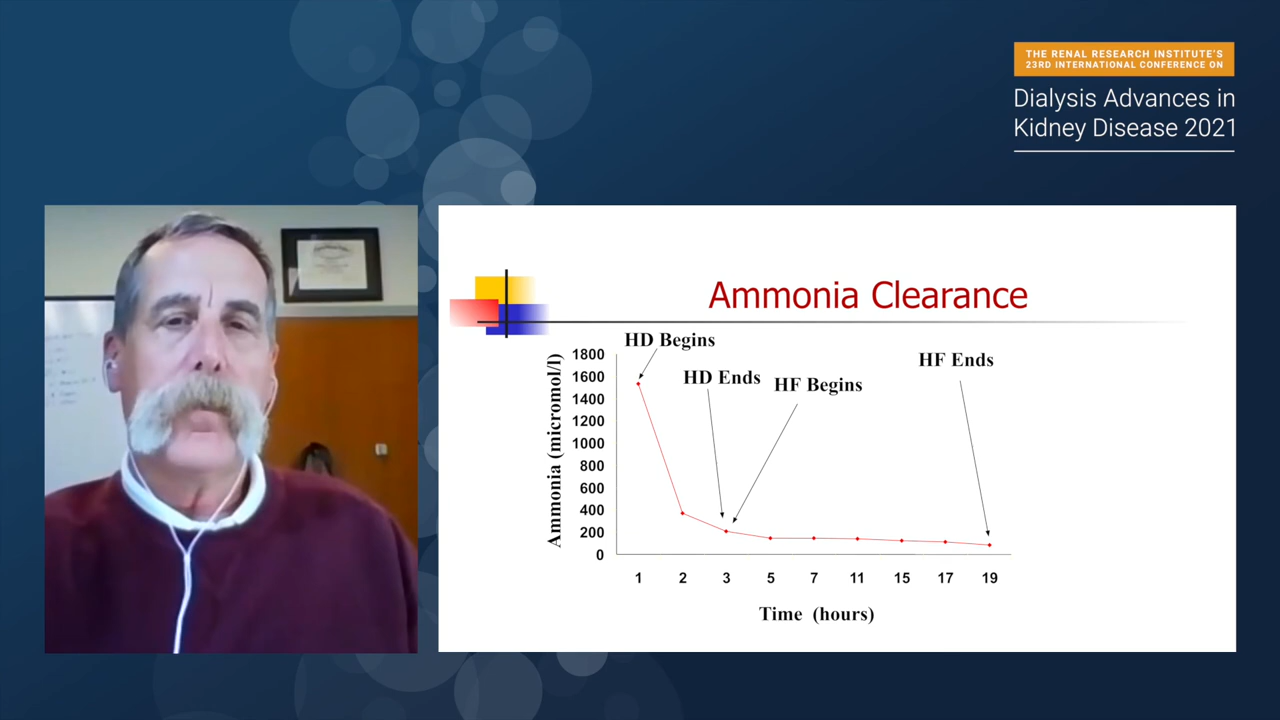 THE RENAL RESEARCH INSTITUTE'S
23RD INTERNATIONAL CONFERENCE ON
Dialysis Advances in
Kidney Disease 2021
Ammonia Clearance
HD Begins
HD Ends
HF Begins
HF Ends
Ammonia (micromol/l)
1800
1600
1400
1200
1000
800
600
400
200
0
1 2 3 5 7 11 15 17 19
Time (hours)